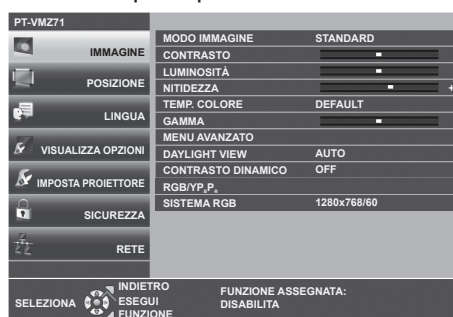 PT-VMZ71
IMMAGINE
POSIZIONE
LINGUA
VISUALIZZA OPZIONI
IMPOSTA PROIETTORE
SICUREZZA
RETE
MODO IMMAGINE STANDARD
CONTRASTO
LUMINOSITÀ
NITIDEZZA +
TEMP. COLORE DEFAULT
GAMMA
MENU AVANZATO
DAYLIGHT VIEW AUTO
CONTRASTO DINAMICO OFF
RGB/YPBPR
SISTEMA RGB 1280x768/60
SELEZIONA
INDIETRO
ESEGUI
FUNZIONE
FUNZIONE ASSEGNATA:
DISABILITA